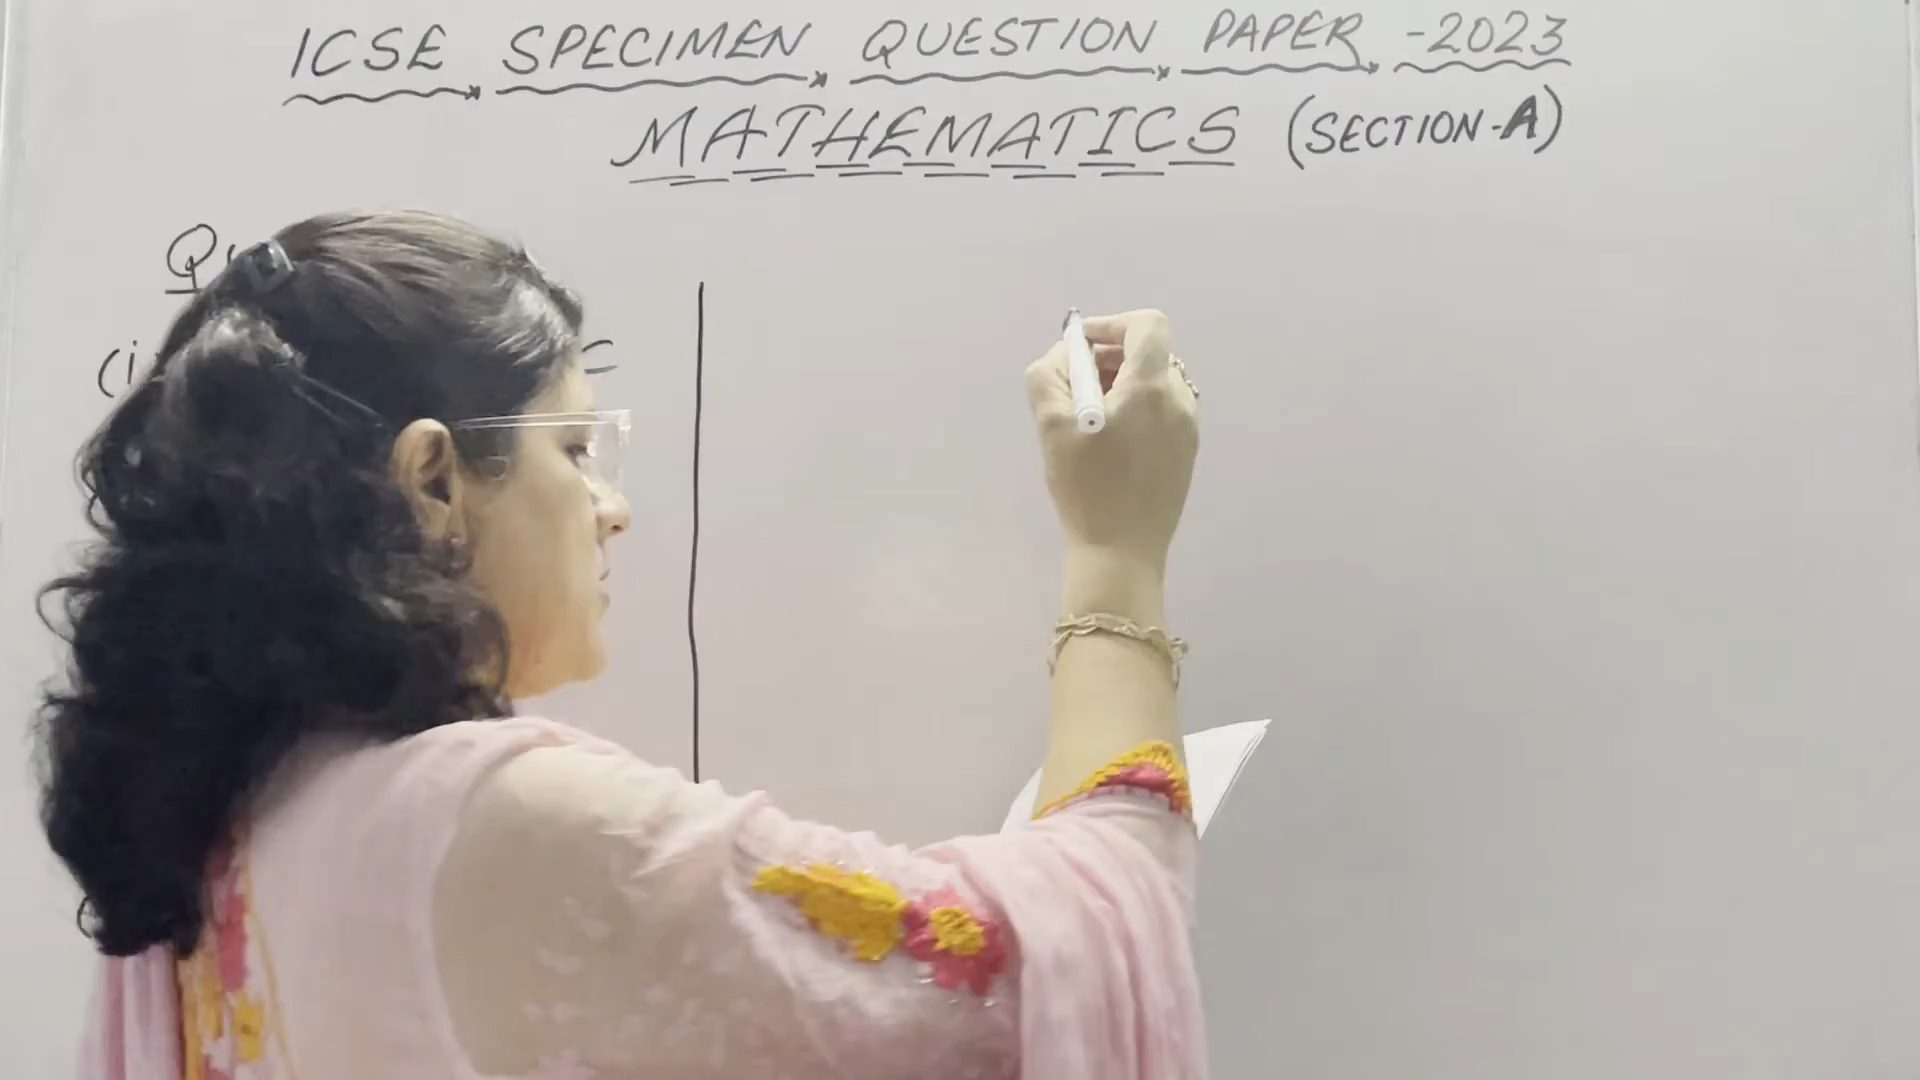 ICSE SPECIMEN QUESTION PAPER -2023
MATHEMATICS (SECTION-A)